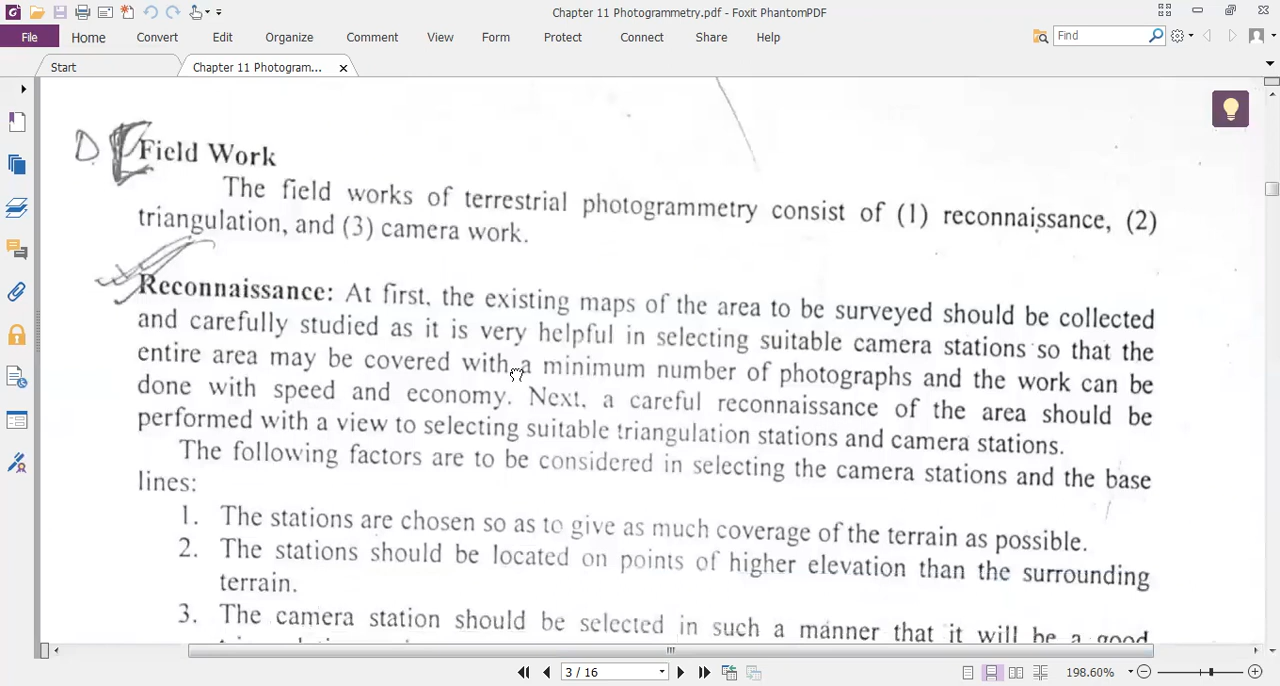 Chapter 11 Photogrammetry.pdf - Foxit PhantomPDF
File Home Convert Edit Organize Comment View Form Protect Connect Share Help Find
Start Chapter 11 Photogram...
D
Field Work
The field works of terrestrial photogrammetry consist of (1) reconnaissance, (2)
triangulation, and (3) camera work.
Reconnaissance: At first, the existing maps of the area to be surveyed should be collected
and carefully studied as it is very helpful in selecting suitable camera stations so that the
entire area may be covered with a minimum number of photographs and the work can be
done with speed and economy. Next, a careful reconnaissance of the area should be
performed with a view to selecting suitable triangulation stations and camera stations.
The following factors are to be considered in selecting the camera stations and the base
lines:
1. The stations are chosen so as to give as much coverage of the terrain as possible.
2. The stations should be located on points of higher elevation than the surrounding
terrain.
3. The camera station should be selected in such a manner that it will be a good
3 / 16 198.60%